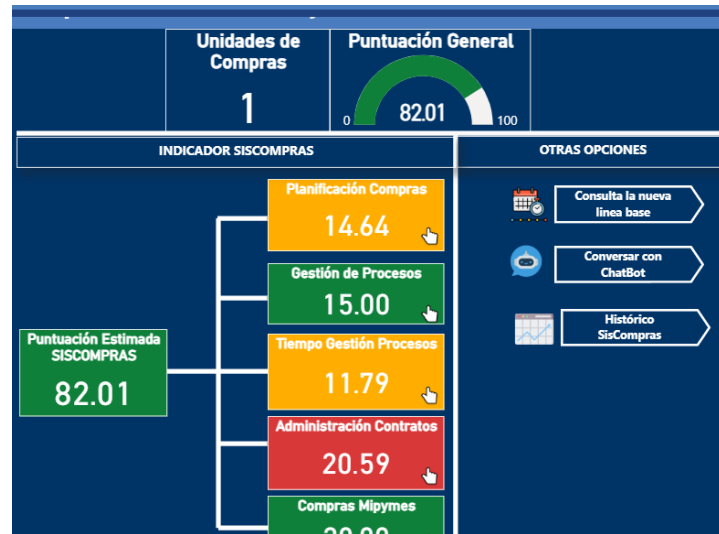 Unidades de
Compras
1
Puntuación General
0
82.01
100
INDICADOR SISCOMPRAS
OTRAS OPCIONES
Planificación Compras
14.64
Gestión de Procesos
15.00
Puntuación Estimada
SISCOMPRAS
82.01
Tiempo Gestión Procesos
11.79
Administración Contratos
20.59
Compras Mipymes
Consulta la nueva
línea base
Conversar con
ChatBot
Histórico
SisCompras